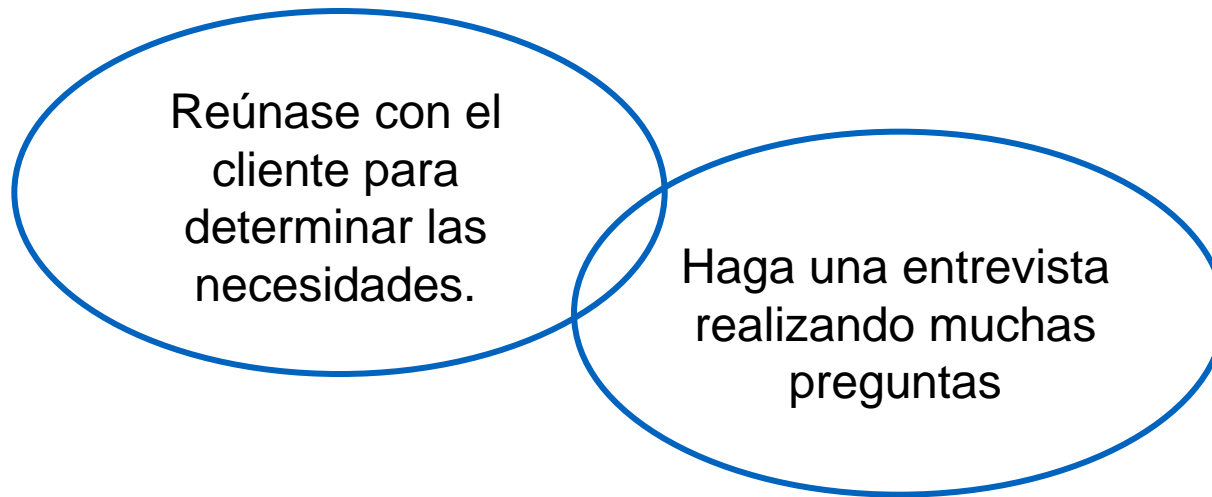 Reúnase con el
cliente para
determinar las
necesidades.
Haga una entrevista
realizando muchas
preguntas